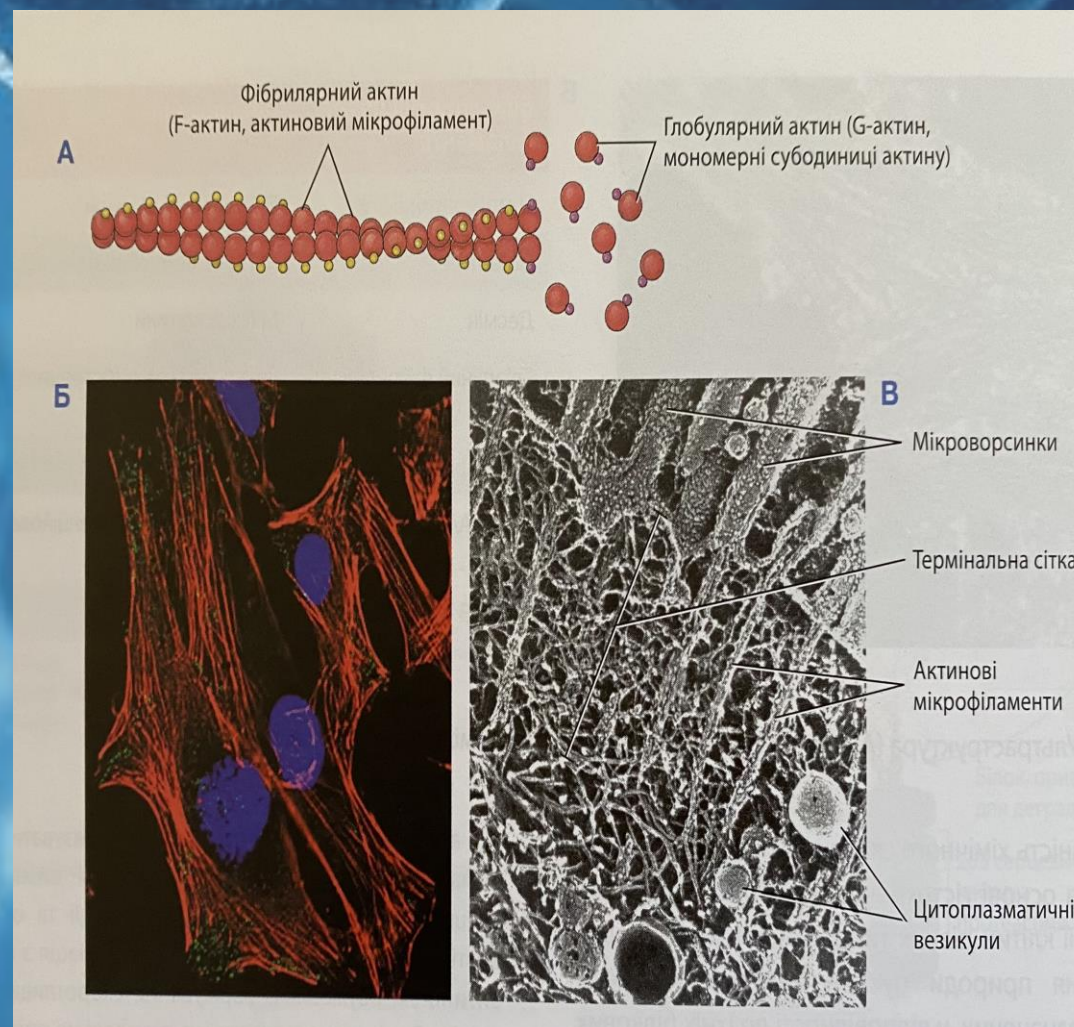 Фібрилярний актин
(F-актин, актиновий мікрофіламент)
А
Глобулярний актин (G-актин,
мономерні субодиниці актину)
Б
В
Мікроворсинки
Термінальна сітка
Актинові
мікрофіламенти
Цитоплазматичні
везикули